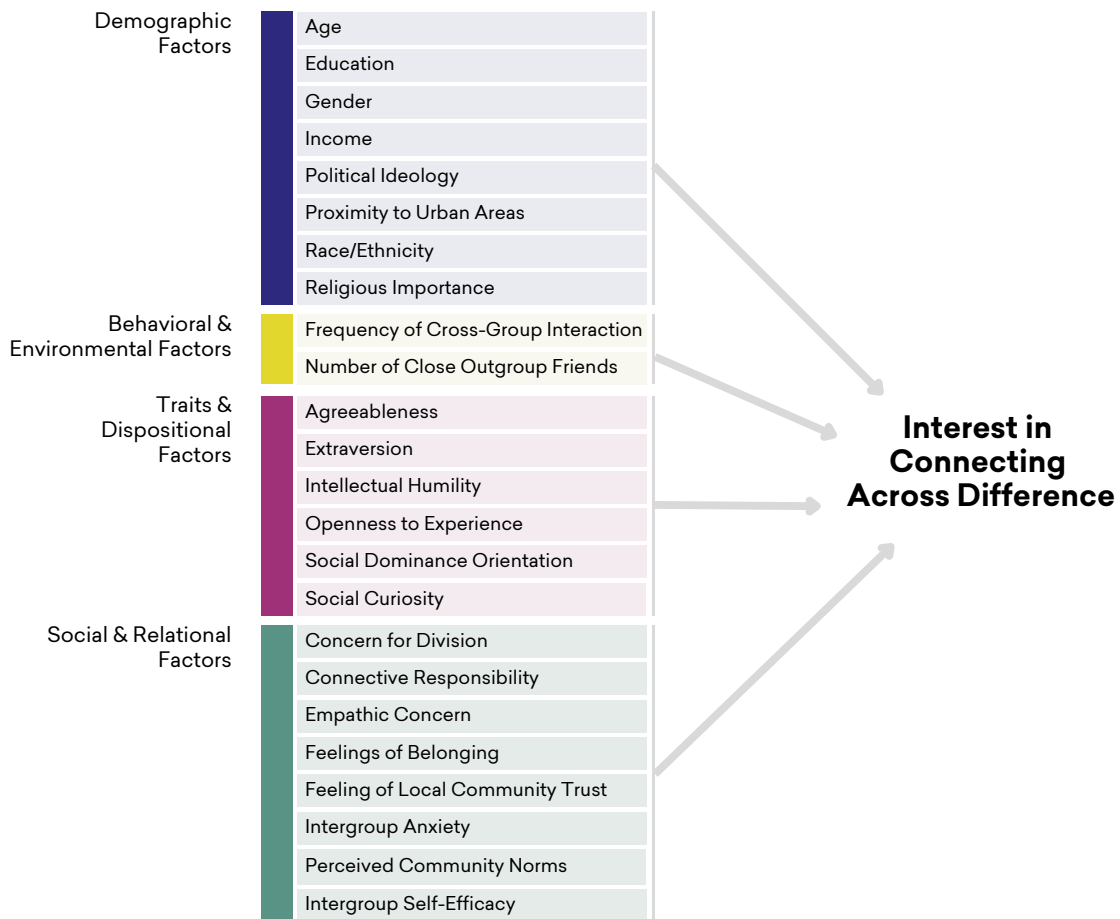 Demographic
Factors
Age
Education
Gender
Income
Political Ideology
Proximity to Urban Areas
Race/Ethnicity
Religious Importance
Behavioral &
Environmental Factors
Frequency of Cross-Group Interaction
Number of Close Outgroup Friends
Traits &
Dispositional
Factors
Agreeableness
Extraversion
Intellectual Humility
Openness to Experience
Social Dominance Orientation
Social Curiosity
Social & Relational
Factors
Concern for Division
Connective Responsibility
Empathic Concern
Feelings of Belonging
Feeling of Local Community Trust
Intergroup Anxiety
Perceived Community Norms
Intergroup Self-Efficacy
Interest in
Connecting
Across Difference